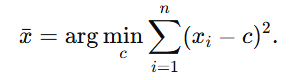 x̄ = arg min_c ∑_{i=1}^{n} (x_i − c)².